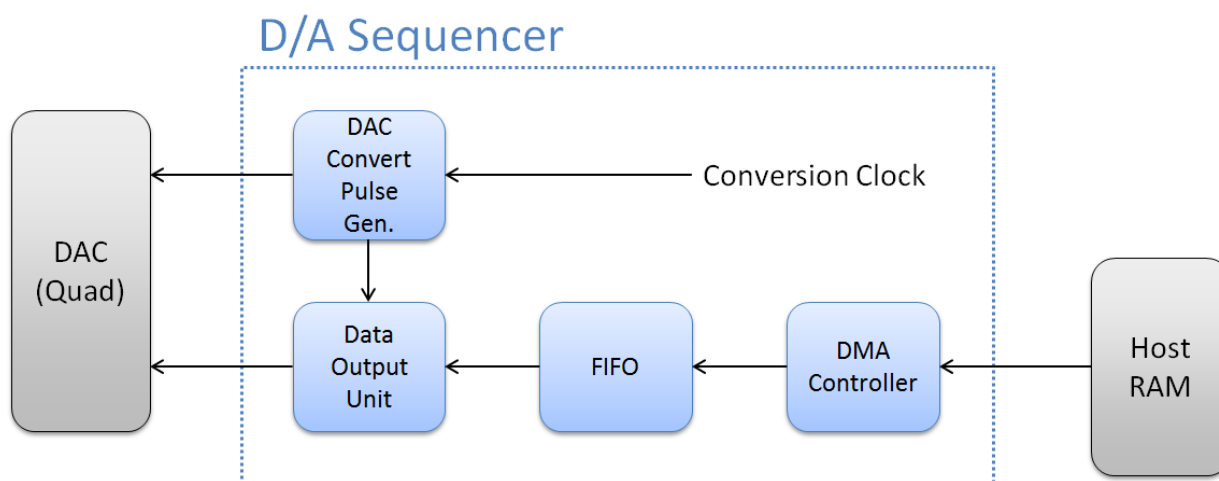 D/A Sequencer
DAC
Convert
Pulse
Gen.
Conversion Clock
DAC
(Quad)
Data
Output
Unit
FIFO
DMA
Controller
Host
RAM